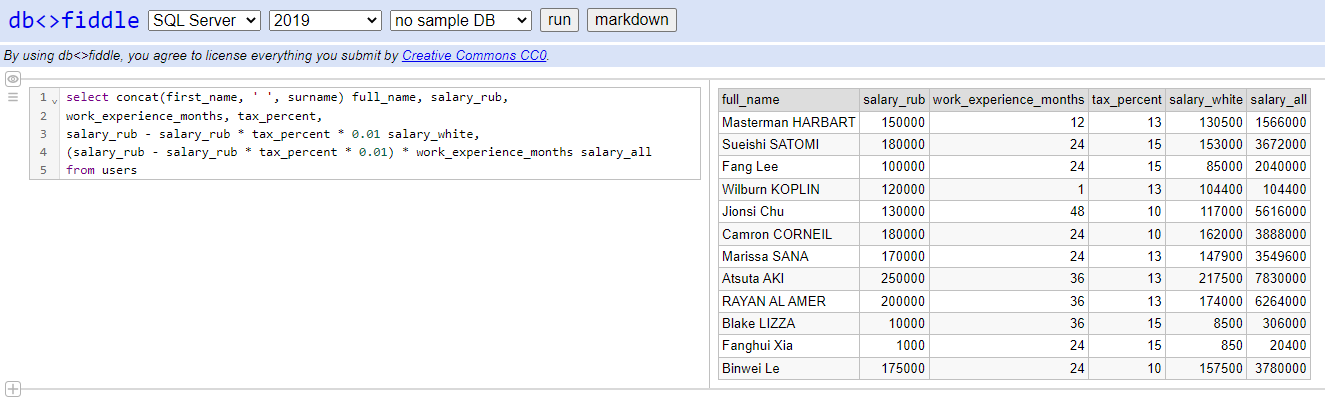 db<>fiddle SQL Server 2019 no sample DB run markdown
By using db<>fiddle, you agree to license everything you submit by Creative Commons CC0.
1 select concat(first_name, ' ', surname) full_name, salary_rub,
2 work_experience_months, tax_percent,
3 salary_rub - salary_rub * tax_percent * 0.01 salary_white,
4 (salary_rub - salary_rub * tax_percent * 0.01) * work_experience_months salary_all
5 from users
full_name salary_rub work_experience_months tax_percent salary_white salary_all
Masterman HARBART 150000 12 13 130500 1566000
Sueishi SATOMI 180000 24 15 153000 3672000
Fang Lee 100000 24 15 85000 2040000
Wilburn KOPLIN 120000 1 13 104400 104400
Jionsi Chu 130000 48 10 117000 5616000
Camron CORNEIL 180000 24 10 162000 3888000
Marissa SANA 170000 24 13 147900 3549600
Atsuta AKI 250000 36 13 217500 7830000
RAYAN AL AMER 200000 36 13 174000 6264000
Blake LIZZA 10000 36 15 8500 306000
Fanghui Xia 1000 24 15 850 20400
Binwei Le 175000 24 10 157500 3780000